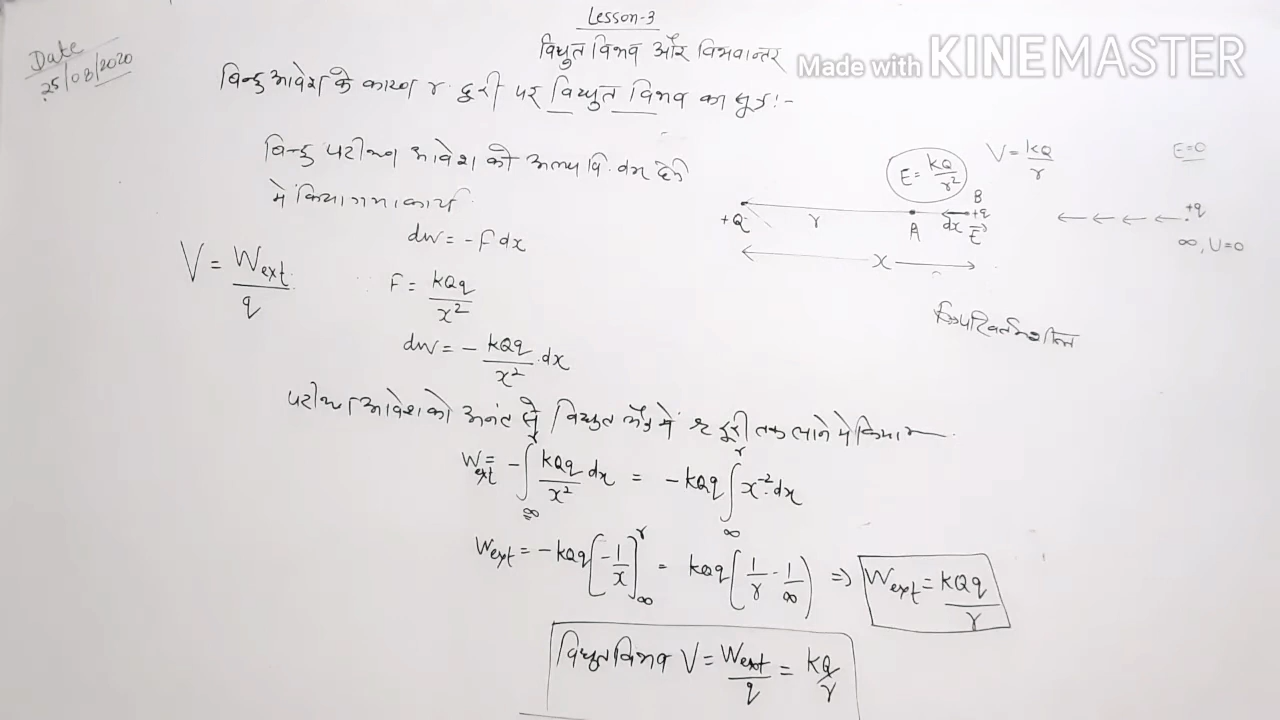 Lesson-3
विद्युत विभव और विभवान्तर
Made with KINEMASTER
Date
25/08/2020
बिन्दु आवेश के कारण r दूरी पर विद्युत विभव का सूत्र:-
बिन्दु परीक्षण आवेश को अल्प वि. dx दूरी
मे किया गया कार्य
dw = -Fdx
V = Wext/q
F = kQq/x²
dw = - kQq/x² . dx
E = kQ/r²
V = kQ/r
E=0
+Q r A dx B +q E
+q
∞, U=0
x
परीक्षण आवेश को अनंत से विद्युत क्षेत्र में r दूरी तक लाने मे किया
Wext = -∫∞^r kQq/x² dx = -kQq ∫∞^r x⁻² . dx
Wext = -kQq [-1/x]∞^r = kQq [1/r - 1/∞) ⇒ Wext = kQq/r
विद्युत विभव V = Wext/q = kQ/r